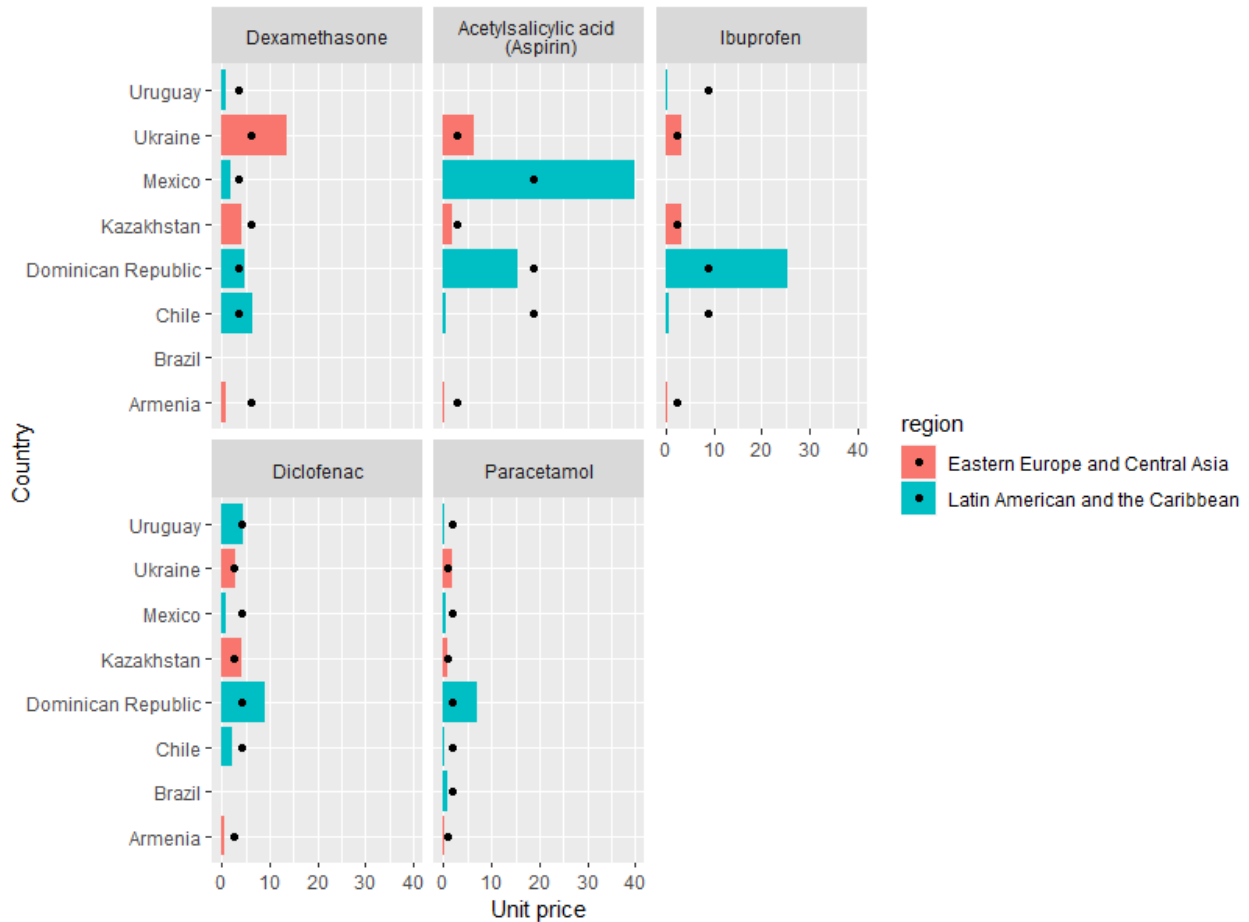 Dexamethasone
Acetylsalicylic acid
(Aspirin)
Ibuprofen
Uruguay
Ukraine
Mexico
Kazakhstan
Dominican Republic
Chile
Brazil
Armenia
0 10 20 30 40
Country
region
Eastern Europe and Central Asia
Latin American and the Caribbean
Diclofenac
Paracetamol
Uruguay
Ukraine
Mexico
Kazakhstan
Dominican Republic
Chile
Brazil
Armenia
0 10 20 30 40
0 10 20 30 40
Unit price